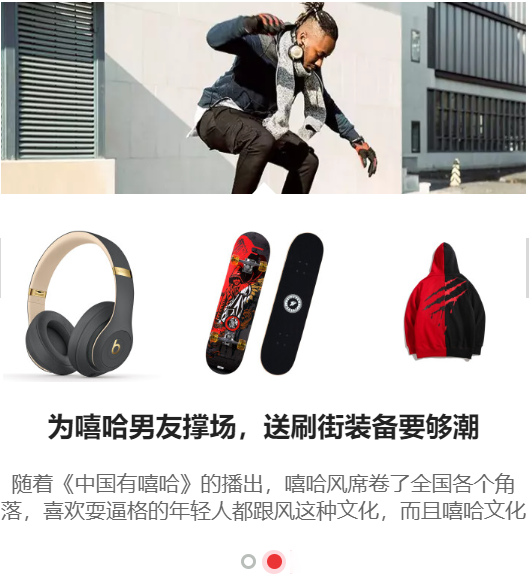 为嘻哈男友撑场，送刷街装备要够潮
随着《中国有嘻哈》的播出，嘻哈风席卷了全国各个角
落，喜欢耍逼格的年轻人都跟风这种文化，而且嘻哈文化